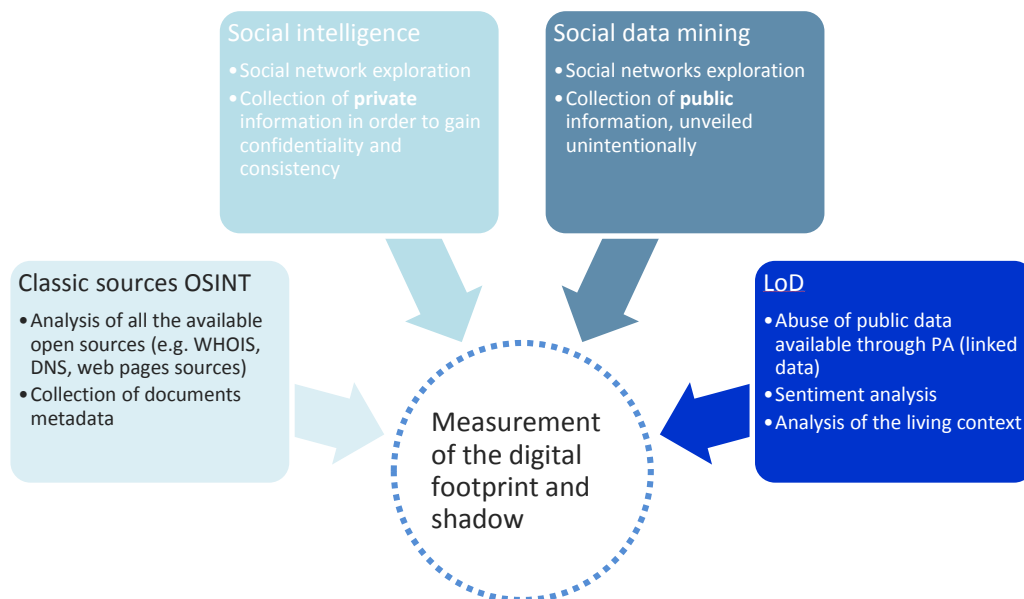 Social intelligence
•Social network exploration
•Collection of private
information in order to gain
confidentiality and
consistency
Social data mining
•Social networks exploration
•Collection of public
information, unveiled
unintentionally
Classic sources OSINT
•Analysis of all the available
open sources (e.g. WHOIS,
DNS, web pages sources)
•Collection of documents
metadata
LoD
•Abuse of public data
available through PA (linked
data)
•Sentiment analysis
•Analysis of the living context
Measurement
of the digital
footprint and
shadow